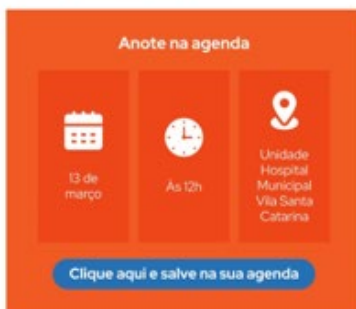 Anote na agenda
13 de
março
Às 12h
Unidade
Hospital
Municipal
Vila Santa
Catarina
Clique aqui e salve na sua agenda